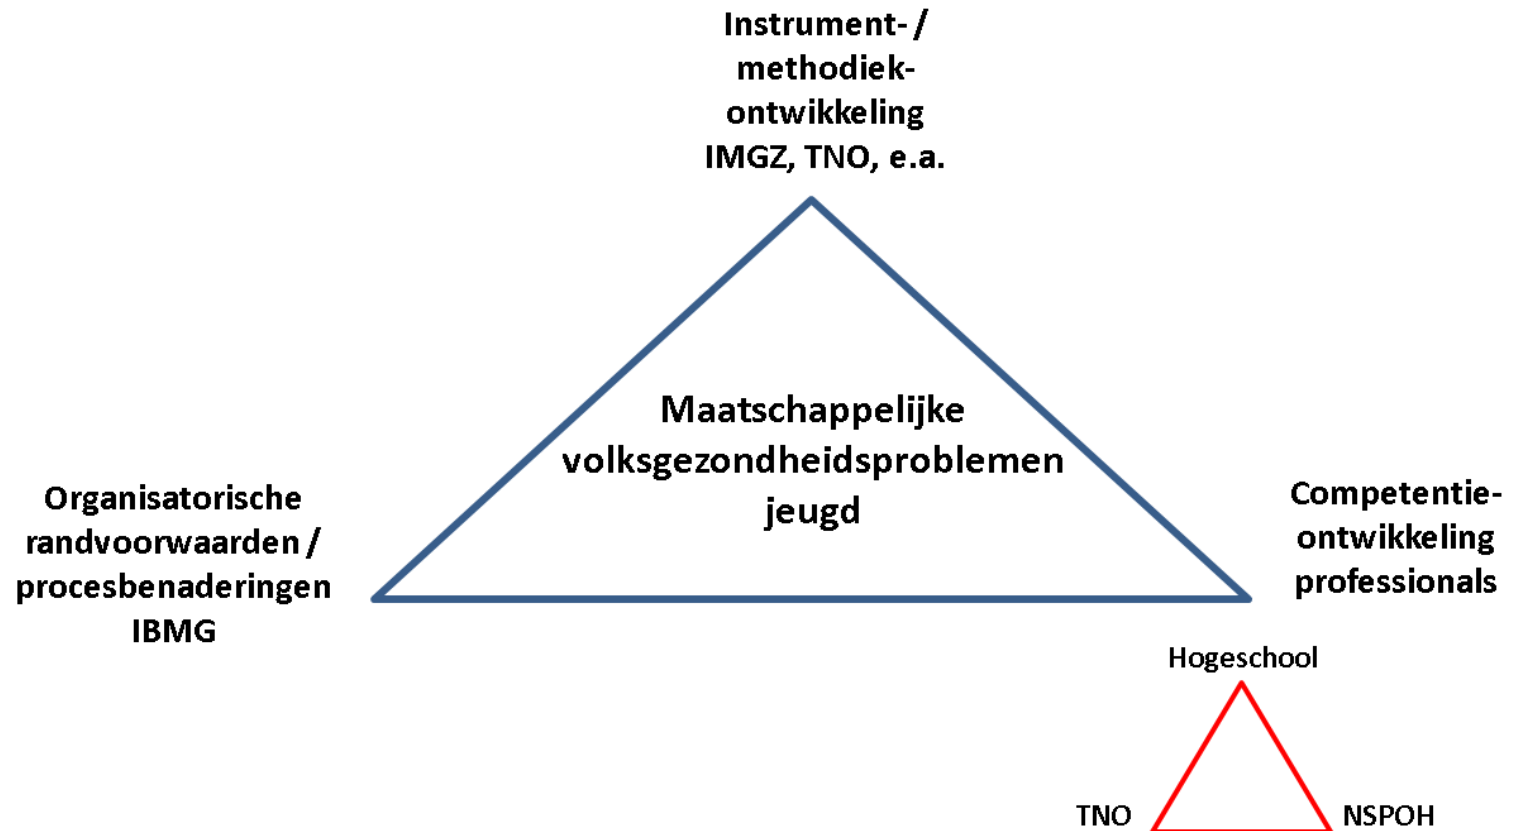 Instrument- /
methodiek-
ontwikkeling
IMGZ, TNO, e.a.
Maatschappelijke
volksgezondheidsproblemen
jeugd
Organisatorische
randvoorwaarden /
procesbenaderingen
IBMG
Competentie-
ontwikkeling
professionals
Hogeschool
TNO
NSPOH